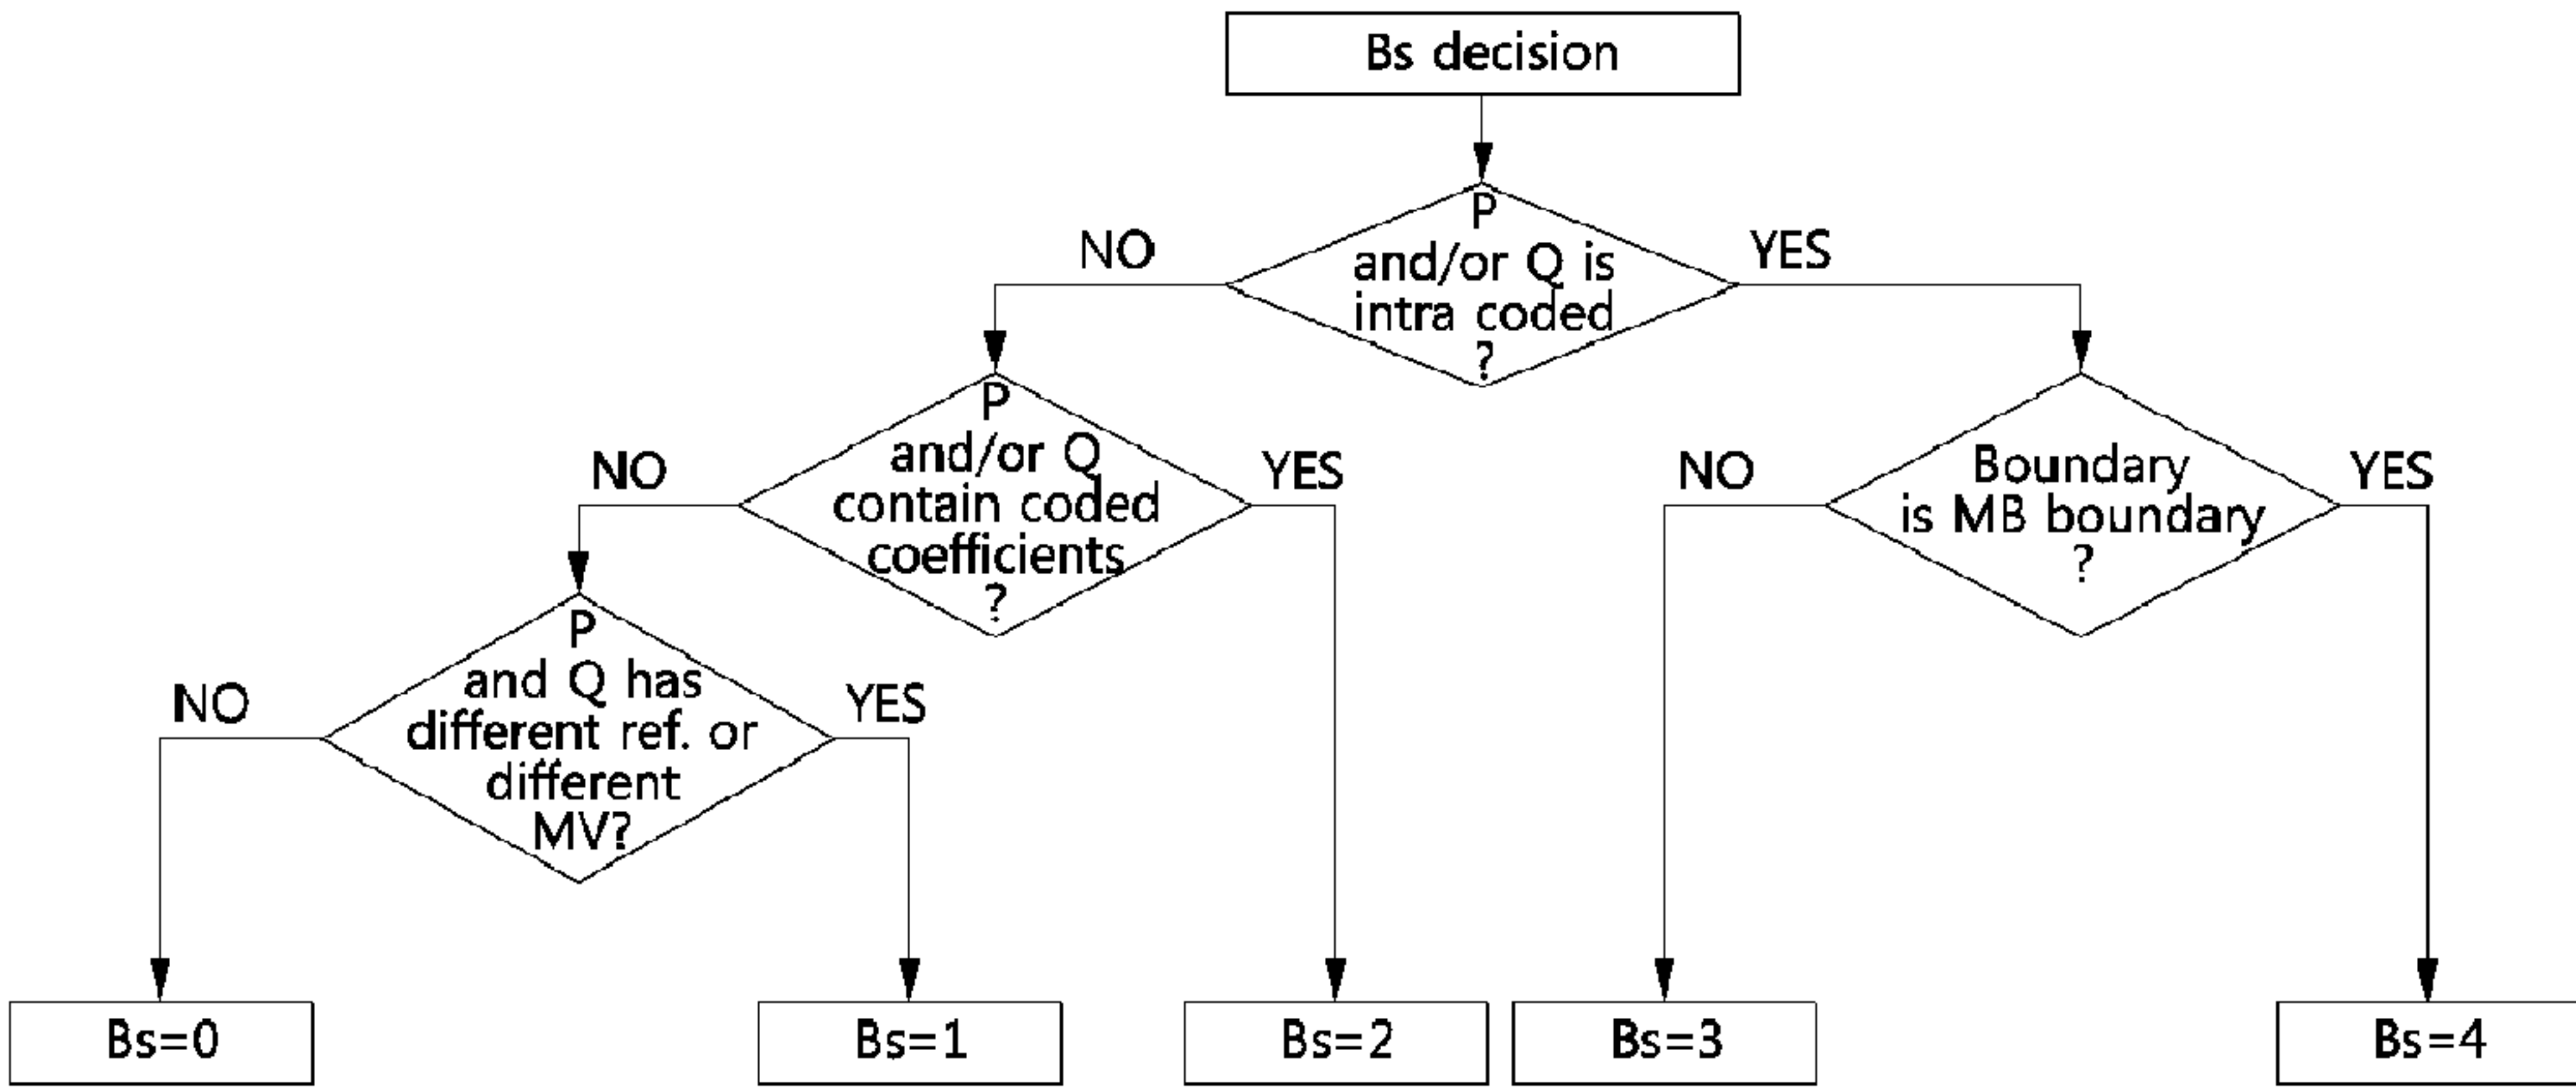 Bs decision
P
and/or Q is
intra coded
?
NO
YES
P
and/or Q
contain coded
coefficients
?
NO
YES
Boundary
is MB boundary
?
NO
YES
P
and Q has
different ref. or
different
MV?
NO
YES
Bs=0
Bs=1
Bs=2
Bs=3
Bs=4